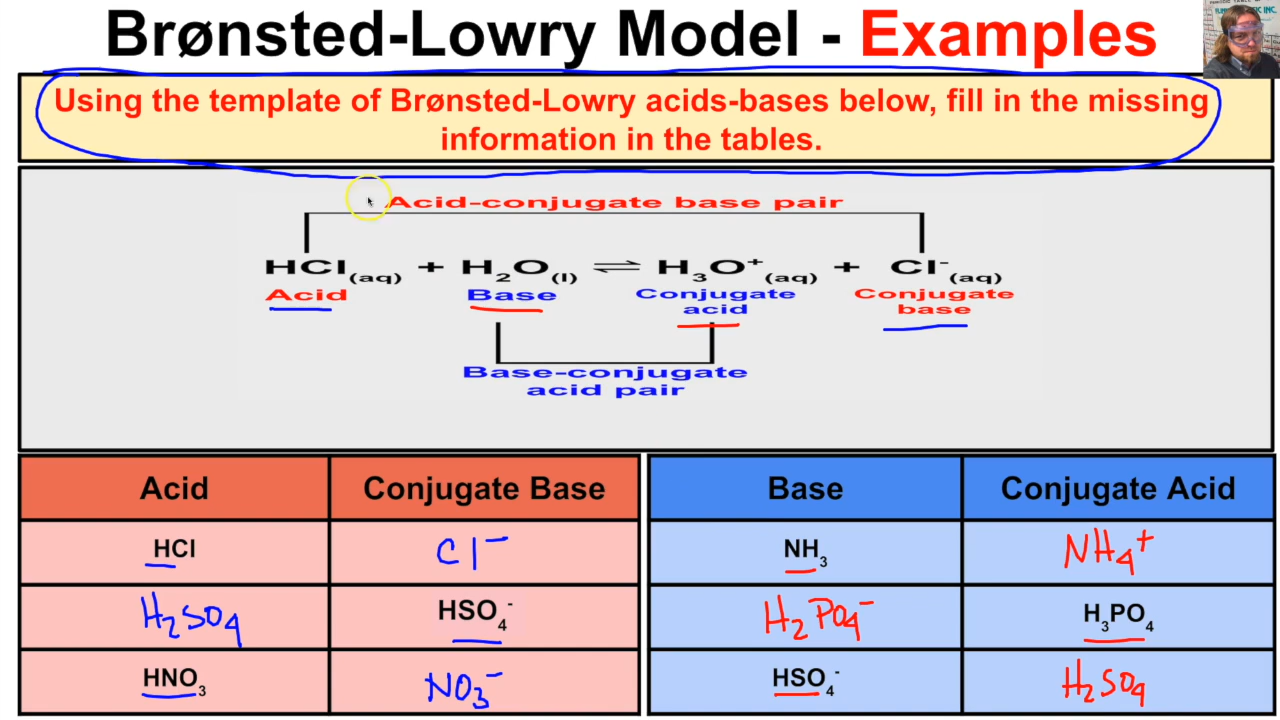 Brønsted-Lowry Model - Examples
Using the template of Brønsted-Lowry acids-bases below, fill in the missing
information in the tables.
Acid-conjugate base pair
HCl(aq) + H₂O(l) ⇌ H₃O⁺(aq) + Cl⁻(aq)
Acid Base Conjugate acid Conjugate base
Base-conjugate
acid pair
Acid Conjugate Base Base Conjugate Acid
HCl Cl⁻ NH₃ NH₄⁺
H₂SO₄ HSO₄⁻ H₂PO₄⁻ H₃PO₄
HNO₃ NO₃⁻ HSO₄⁻ H₂SO₄